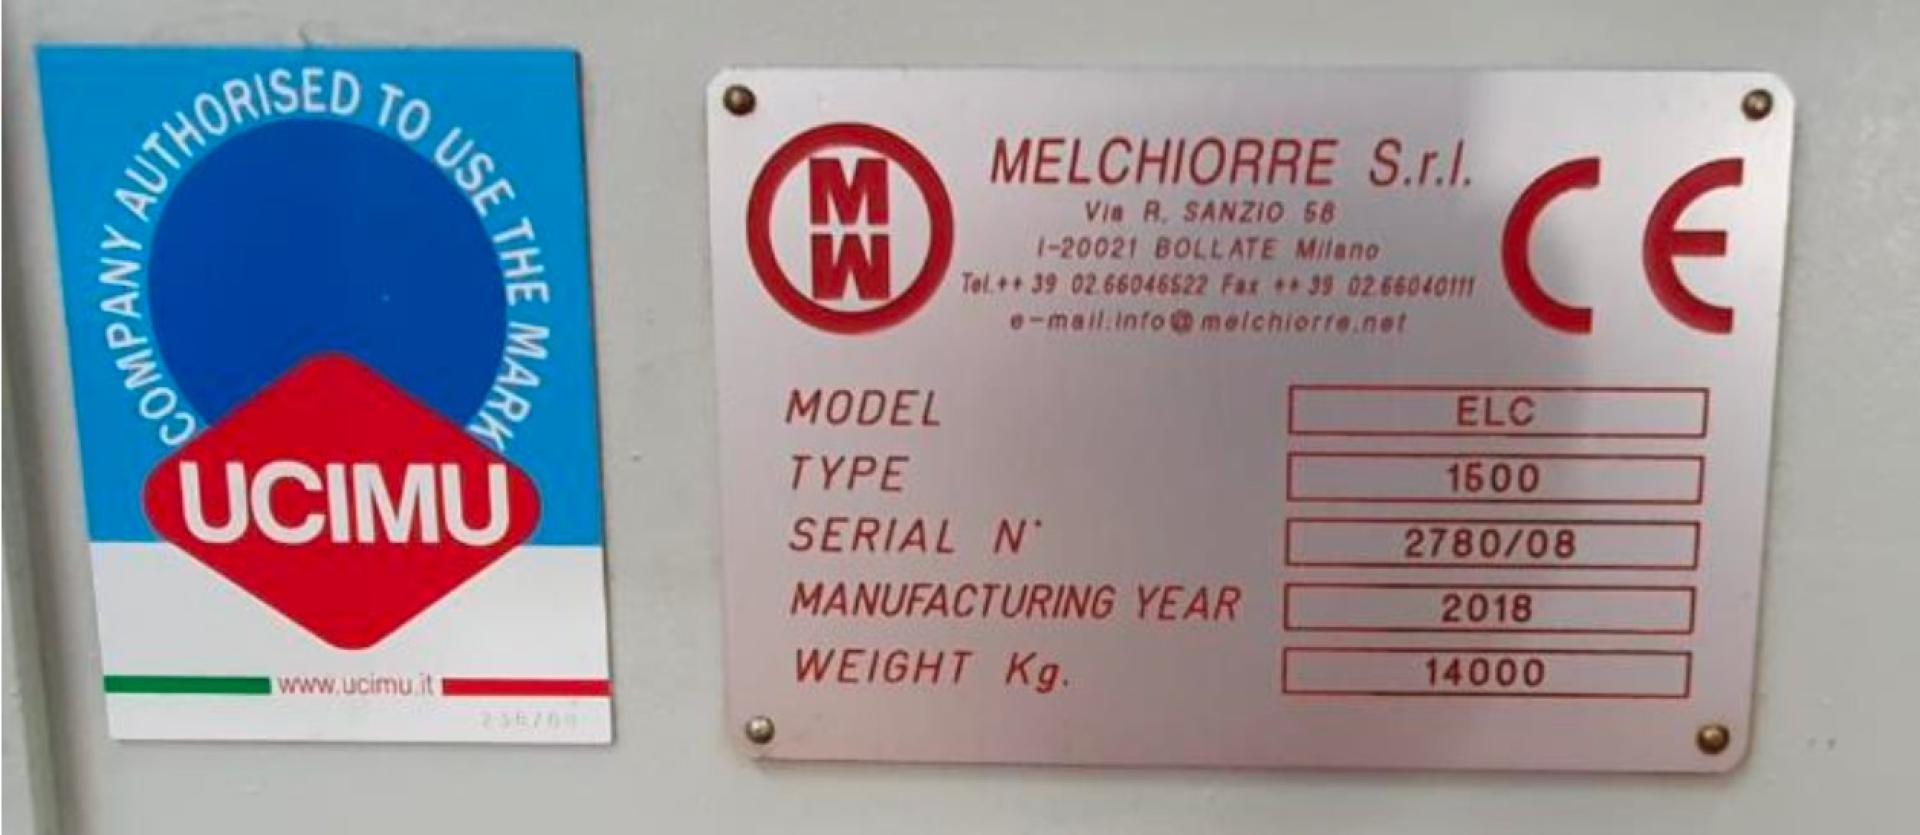 COMPANY AUTHORISED TO USE THE MARK
UCIMU
www.ucimu.it
MW
MELCHIORRE S.r.l.
Via R. SANZIO 58
I-20021 BOLLATE Milano
Tel.++ 39 02.66046522 Fax ++ 39 02.66040111
e-mail.info@melchiorre.net
CE
MODEL ELC
TYPE 1500
SERIAL N° 2780/08
MANUFACTURING YEAR 2018
WEIGHT Kg. 14000